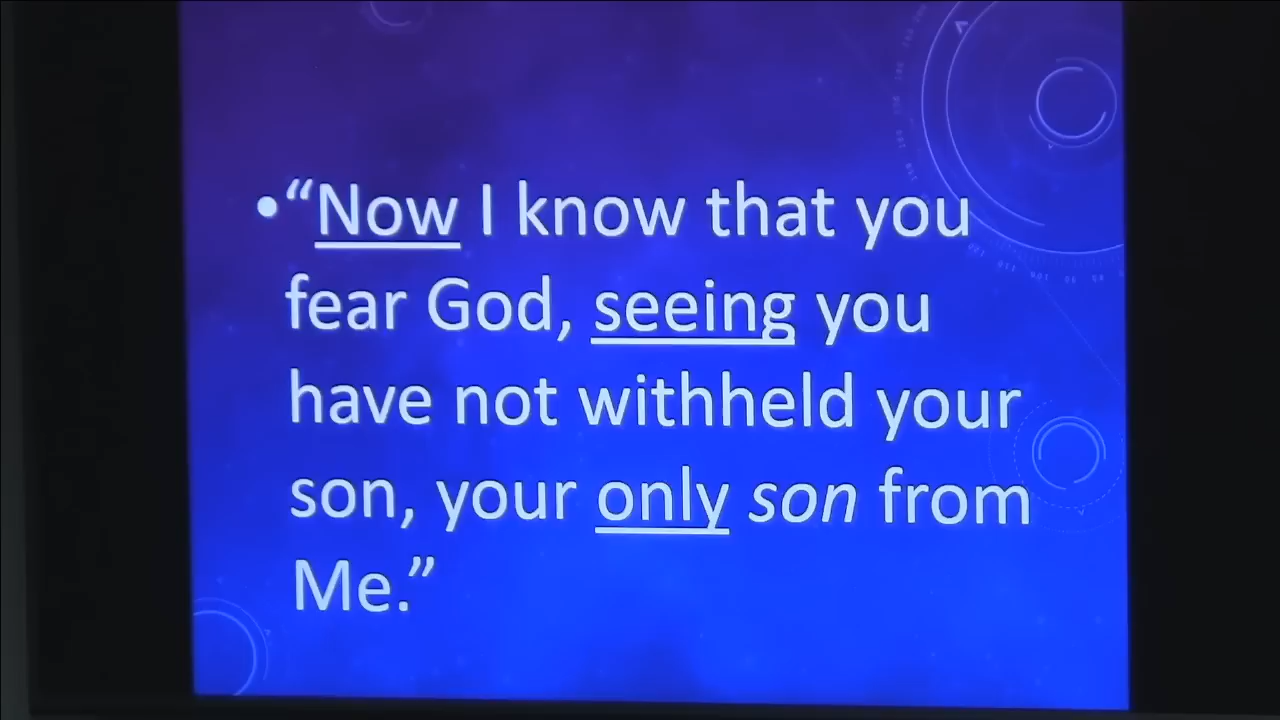 •“Now I know that you
fear God, seeing you
have not withheld your
son, your only son from
Me.”